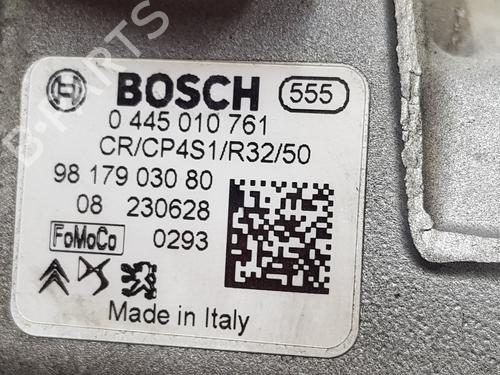 BOSCH 555
0 445 010 761
CR/CP4S1/R32/50
98 179 030 80
08 230628
FoMoCo 0293
Made in Italy
B-PARTS